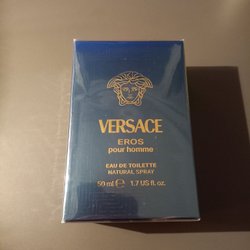 VERSACE
EROS
pour homme
EAU DE TOILETTE
NATURAL SPRAY
50 ml ℮ 1.7 US fl. oz.